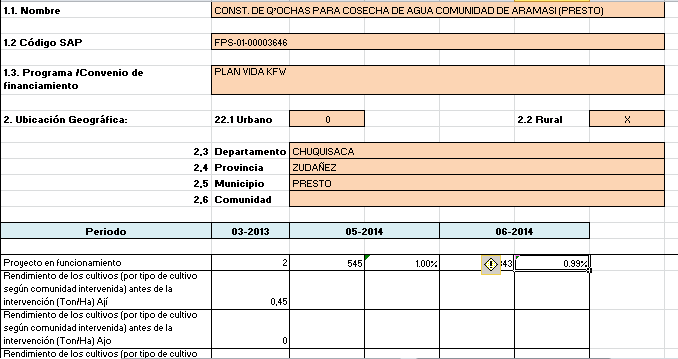 1.1. Nombre CONST. DE Q'OCHAS PARA COSECHA DE AGUA COMUNIDAD DE ARAMASI (PRESTO)
1.2 Código SAP FPS-01-00003646
1.3. Programa /Convenio de financiamiento PLAN VIDA KFW
2. Ubicación Geográfica: 22.1 Urbano 0 2.2 Rural X
2,3 Departamento CHUQUISACA
2,4 Provincia ZUDAÑEZ
2,5 Municipio PRESTO
2,6 Comunidad
Periodo 03-2013 05-2014 06-2014
Proyecto en funcionamiento 2 545 1.00% 43 0.99%
Rendimiento de los cultivos (por tipo de cultivo
según comunidad intervenida) antes de la
intervención (Ton/Ha) Ají 0,45
Rendimiento de los cultivos (por tipo de cultivo
según comunidad intervenida) antes de la
intervención (Ton/Ha) Ajo 0
Rendimiento de los cultivos (por tipo de cultivo